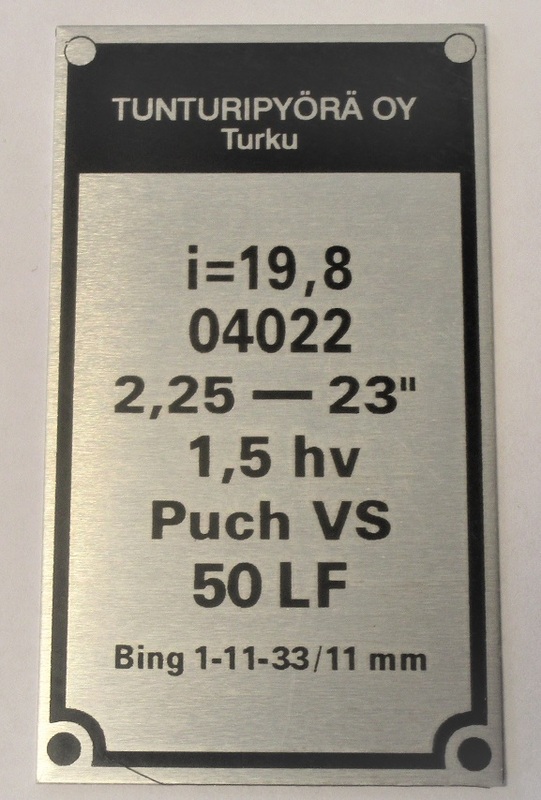 TUNTURIPYÖRÄ OY
Turku
i=19,8
04022
2,25 — 23"
1,5 hv
Puch VS
50 LF
Bing 1-11-33/11 mm